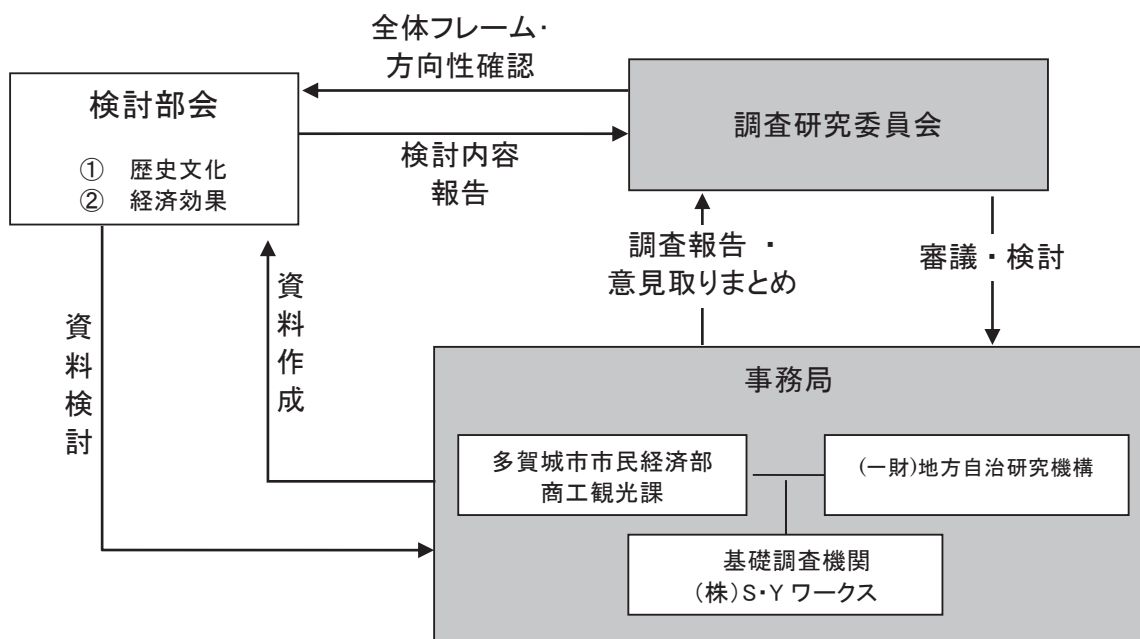 全体フレーム・
方向性確認
検討部会
① 歴史文化
② 経済効果
調査研究委員会
検討内容
報告
調査報告 ・
意見取りまとめ
審議・検討
資料作成
資料検討
事務局
多賀城市市民経済部
商工観光課
(一財)地方自治研究機構
基礎調査機関
(株)S・Y ワークス